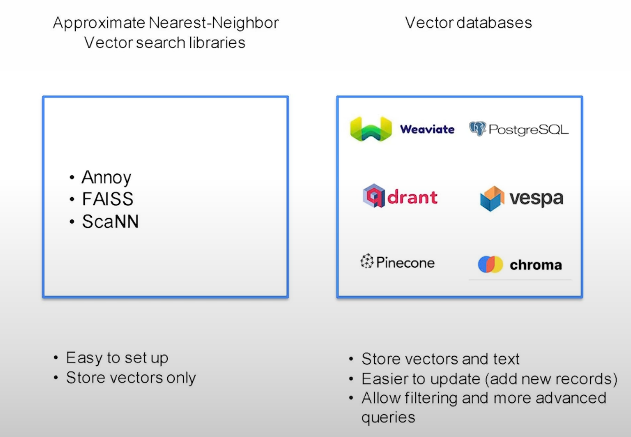 Approximate Nearest-Neighbor
Vector search libraries
• Annoy
• FAISS
• ScaNN
• Easy to set up
• Store vectors only
Vector databases
Weaviate
PostgreSQL
qdrant
vespa
Pinecone
chroma
• Store vectors and text
• Easier to update (add new records)
• Allow filtering and more advanced
queries